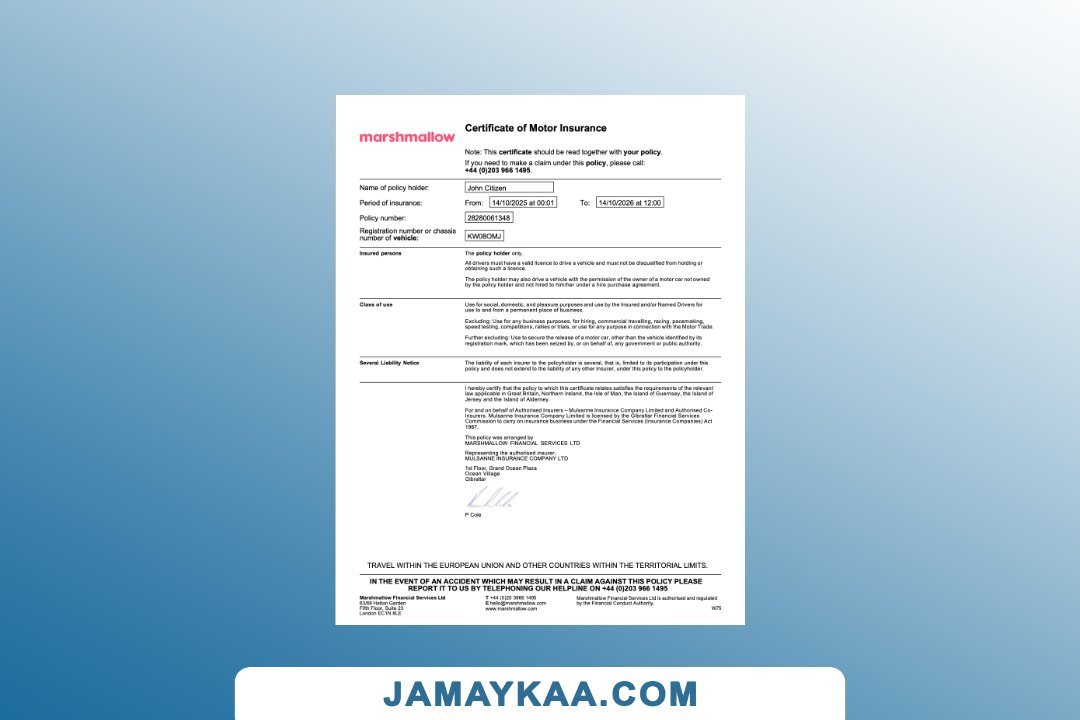 marshmallow
Certificate of Motor Insurance
Note: This certificate should be read together with your policy.
If you need to make a claim under this policy, please call:
+44 (0)203 966 1495.
Name of policy holder: John Citizen
Period of insurance: From: 14/10/2025 at 00:01 To: 14/10/2026 at 12:00
Policy number: 28280061348
Registration number or chassis
number of vehicle: KW08OMJ
Insured persons The policy holder only.
All drivers must have a valid licence to drive a vehicle and must not be disqualified from holding or
obtaining such a licence.
The policy holder may also drive a vehicle with the permission of the owner of a motor car not owned
by the policy holder and not hired to him/her under a hire purchase agreement.
Class of use Use for social, domestic, and pleasure purposes and use by the Insured and/or Named Drivers for
use to and from a permanent place of business.
Excluding: Use for any business purposes, for hiring, commercial travelling, racing, pacemaking,
speed testing, competitions, rallies or trials, or use for any purpose in connection with the Motor Trade.
Further excluding: Use to secure the release of a motor car, other than the vehicle identified by its
registration mark, which has been seized by, or on behalf of, any government or public authority.
Several Liability Notice The liability of each insurer to the policyholder is several, that is, limited to its participation under this
policy and does not extend to the liability of any other insurer, under this policy to the policyholder.
I hereby certify that the policy to which this certificate relates satisfies the requirements of the relevant
law applicable in Great Britain, Northern Ireland, the Isle of Man, the Island of Guernsey, the Island of
Jersey and the Island of Alderney.
For and on behalf of Authorised Insurers – Mulsanne Insurance Company Limited and Authorised Co-
Insurers. Mulsanne Insurance Company Limited is licensed by the Gibraltar Financial Services
Commission to carry on insurance business under the Financial Services (Insurance Companies) Act
1987.
This policy was arranged by
MARSHMALLOW FINANCIAL SERVICES LTD
Representing the authorised insurer,
MULSANNE INSURANCE COMPANY LTD
1st Floor, Grand Ocean Plaza
Ocean Village
Gibraltar
P Cole
TRAVEL WITHIN THE EUROPEAN UNION AND OTHER COUNTRIES WITHIN THE TERRITORIAL LIMITS.
IN THE EVENT OF AN ACCIDENT WHICH MAY RESULT IN A CLAIM AGAINST THIS POLICY PLEASE
REPORT IT TO US BY TELEPHONING OUR HELPLINE ON +44 (0)203 966 1495
Marshmallow Financial Services Ltd
63/66 Hatton Garden
Fifth Floor, Suite 23
London EC1N 8LE
T +44 (0)20 3966 1495
E hello@marshmallow.com
www.marshmallow.com
Marshmallow Financial Services Ltd is authorised and regulated
by the Financial Conduct Authority.
W75
JAMAYKAA.COM